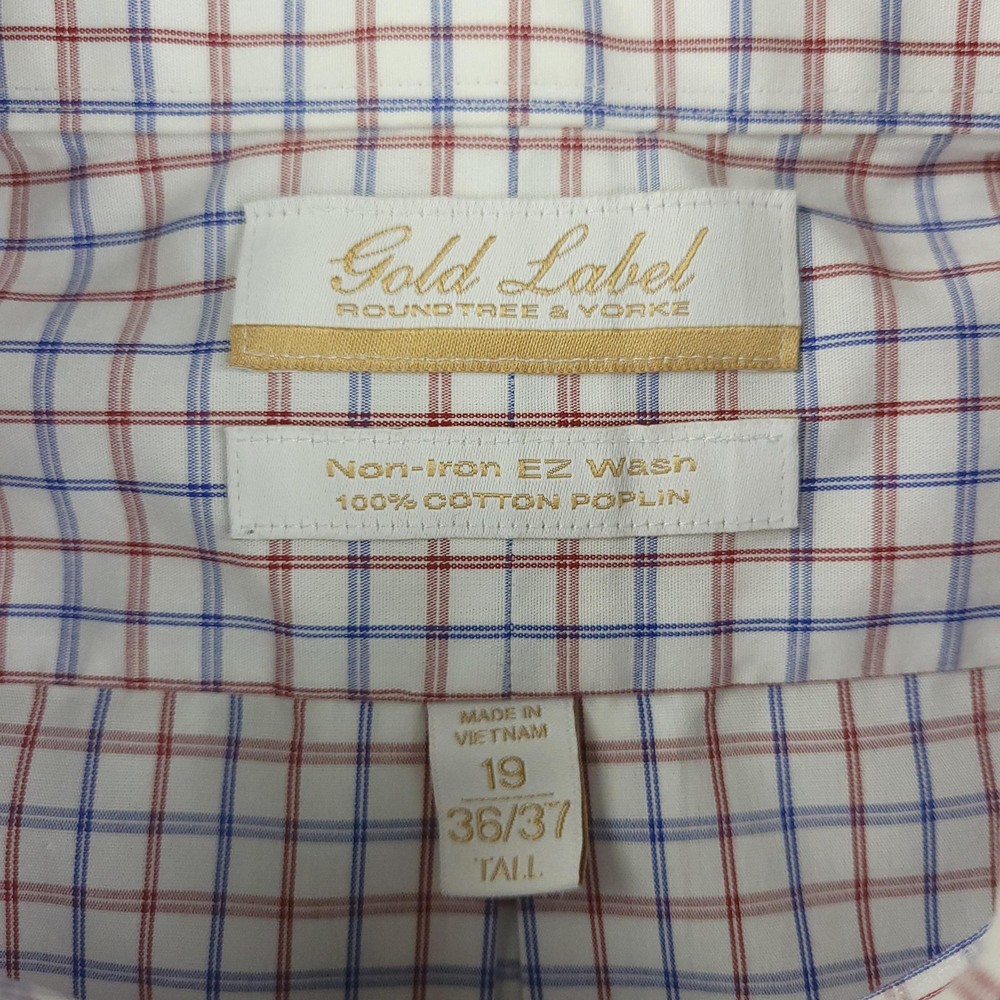 Gold Label
ROUNDTREE & YORKE
Non-Iron EZ Wash
100% COTTON POPLIN
MADE IN
VIETNAM
19
36/37
TALL